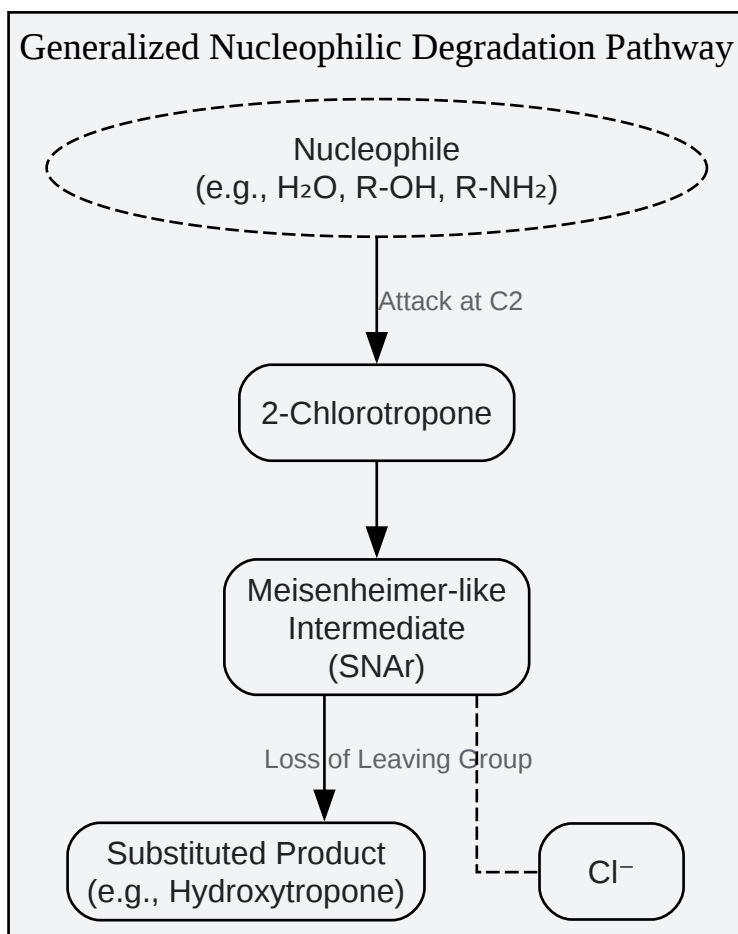 Generalized Nucleophilic Degradation Pathway
Nucleophile
(e.g., H₂O, R-OH, R-NH₂)
Attack at C2
2-Chlorotropone
Meisenheimer-like
Intermediate
(SNAr)
Loss of Leaving Group
Substituted Product
(e.g., Hydroxytropone)
Cl⁻